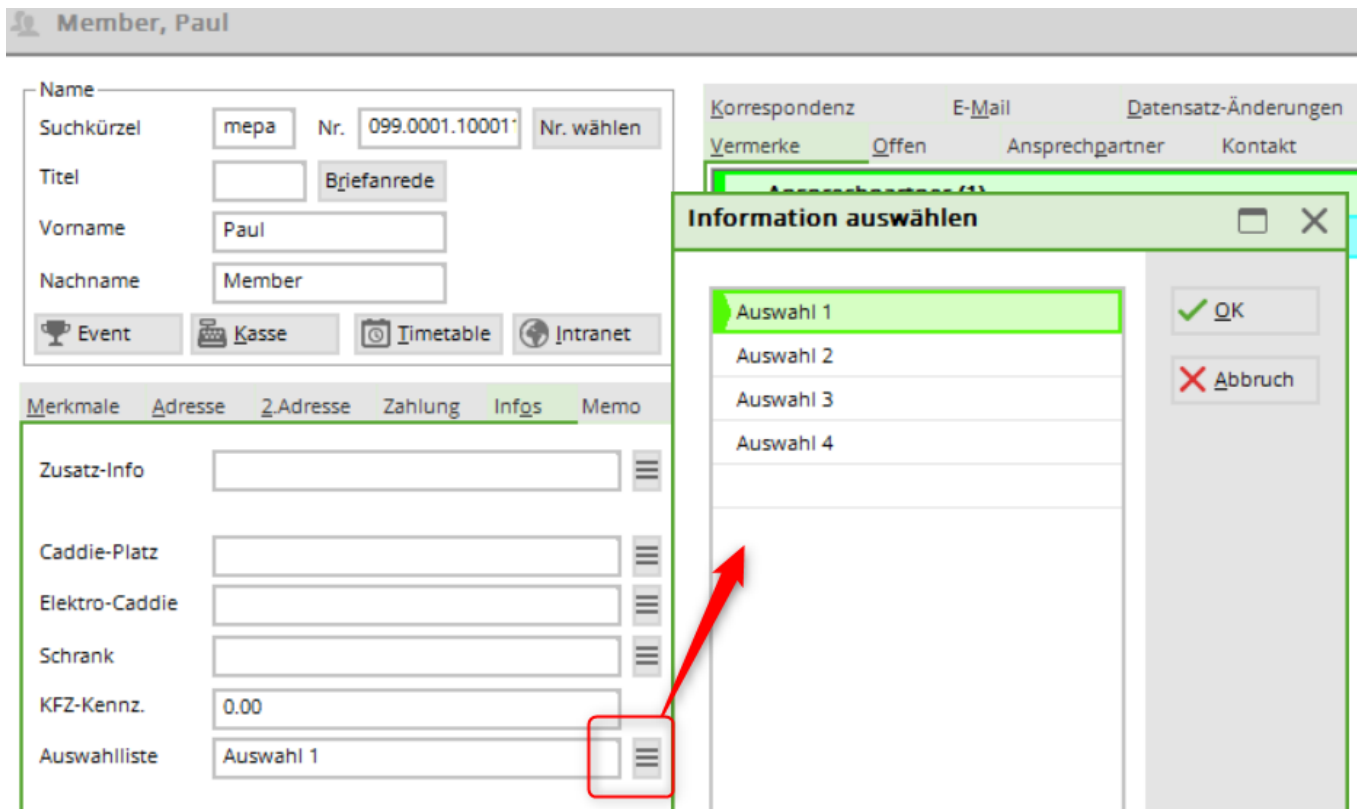 Member, Paul
Name
Suchkürzel mepa Nr. 099.0001.10001 Nr. wählen
Titel Briefanrede
Vorname Paul
Nachname Member
Event Kasse Timetable Intranet
Merkmale Adresse 2.Adresse Zahlung Infos Memo
Zusatz-Info
Caddie-Platz
Elektro-Caddie
Schrank
KFZ-Kennz. 0.00
Auswahlliste Auswahl 1
Korrespondenz E-Mail Datensatz-Änderungen
Vermerke Offen Ansprechpartner Kontakt
Ansprechpartner (1)
Information auswählen
Auswahl 1
Auswahl 2
Auswahl 3
Auswahl 4
OK
Abbruch